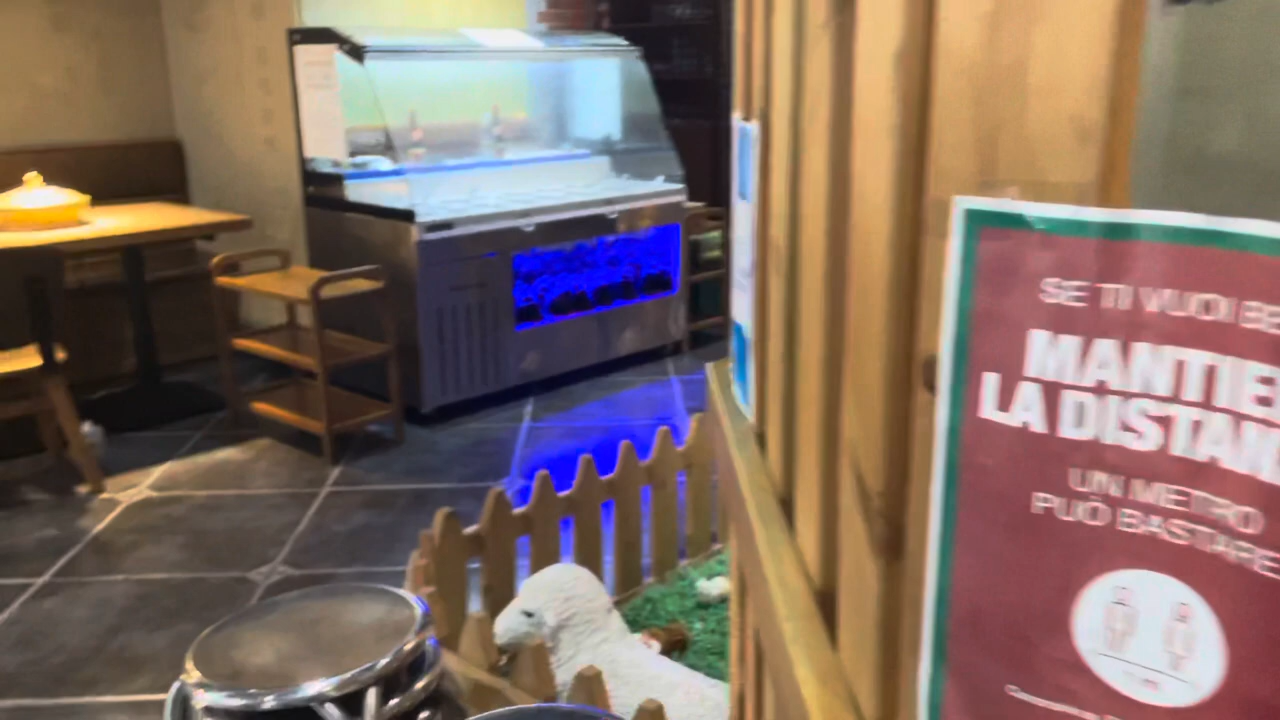 SE TI VUOI BE
MANTIE
LA DISTAN
UN METRO
PUÒ BASTARE